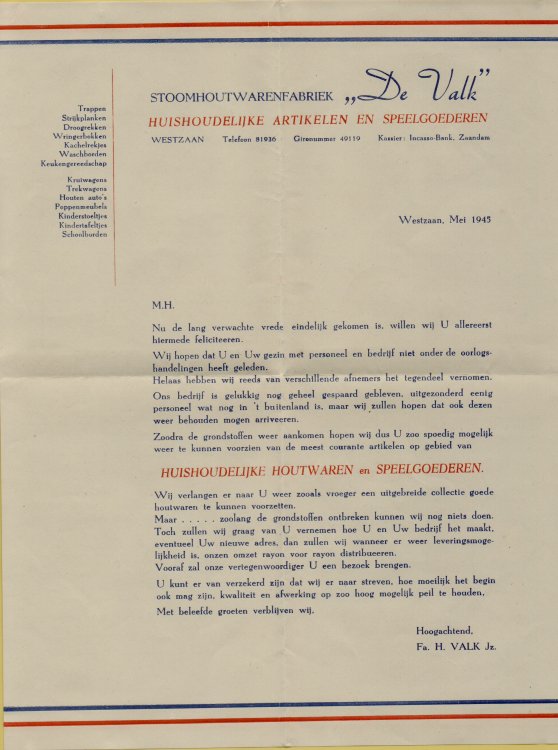 STOOMHOUTWARENFABRIEK „De Valk”
HUISHOUDELIJKE ARTIKELEN EN SPEELGOEDEREN
WESTZAAN Telefoon 81936 Gironummer 49119 Kassier: Incasso-Bank, Zaandam
Trappen
Strijkplanken
Droogrekken
Wringerbokken
Kachelrekjes
Waschborden
Keukengereedschap
Kruiwagens
Trekwagens
Houten auto's
Poppenmeubels
Kinderstoeltjes
Kindertafeltjes
Schoolborden
Westzaan, Mei 1945
M.H.
Nu de lang verwachte vrede eindelijk gekomen is, willen wij U allereerst
hiermede feliciteeren.
Wij hopen dat U en Uw gezin met personeel en bedrijf niet onder de oorlogs-
handelingen heeft geleden.
Helaas hebben wij reeds van verschillende afnemers het tegendeel vernomen.
Ons bedrijf is gelukkig nog geheel gespaard gebleven, uitgezonderd eenig
personeel wat nog in 't buitenland is, maar wij zullen hopen dat ook dezen
weer behouden mogen arriveeren.
Zoodra de grondstoffen weer aankomen hopen wij dus U zoo spoedig mogelijk
weer te kunnen voorzien van de meest courante artikelen op gebied van
HUISHOUDELIJKE HOUTWAREN en SPEELGOEDEREN.
Wij verlangen er naar U weer zooals vroeger een uitgebreide collectie goede
houtwaren te kunnen voorzetten.
Maar . . . . . zoolang de grondstoffen ontbreken kunnen wij nog niets doen.
Toch zullen wij graag van U vernemen hoe U en Uw bedrijf het maakt,
eventueel Uw nieuwe adres, dan zullen wij wanneer er weer leveringsmoge-
lijkheid is, onzen omzet rayon voor rayon distribueeren.
Vooraf zal onze vertegenwoordiger U een bezoek brengen.
U kunt er van verzekerd zijn dat wij er naar streven, hoe moeilijk het begin
ook mag zijn, kwaliteit en afwerking op zoo hoog mogelijk peil te houden.
Met beleefde groeten verblijven wij,
Hoogachtend,
Fa. H. VALK Jz.